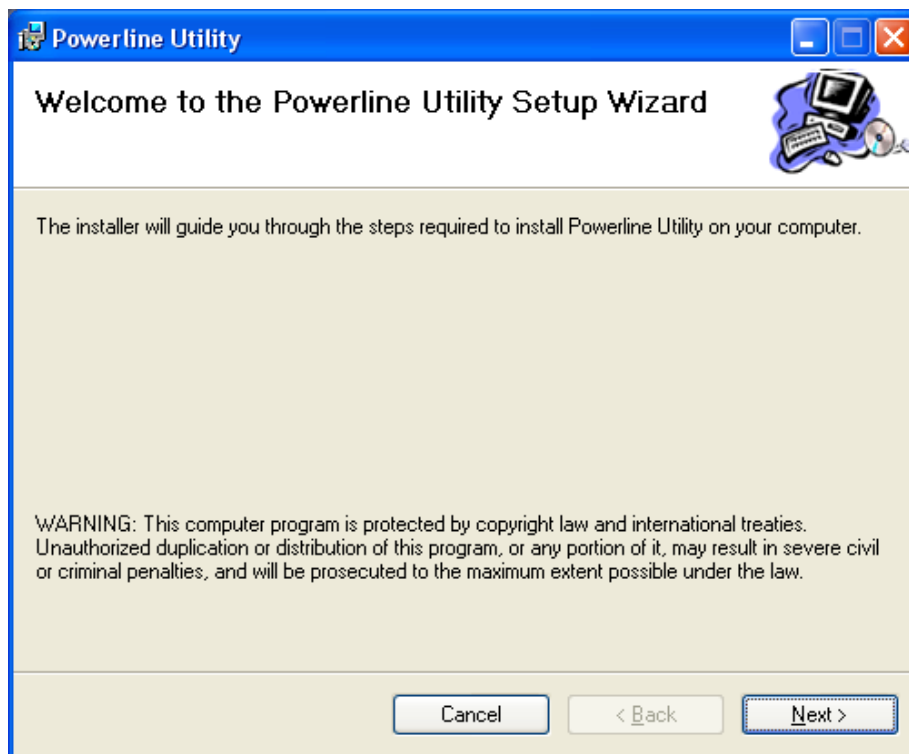 Powerline Utility
Welcome to the Powerline Utility Setup Wizard
The installer will guide you through the steps required to install Powerline Utility on your computer.
WARNING: This computer program is protected by copyright law and international treaties.
Unauthorized duplication or distribution of this program, or any portion of it, may result in severe civil
or criminal penalties, and will be prosecuted to the maximum extent possible under the law.
Cancel
< Back
Next >